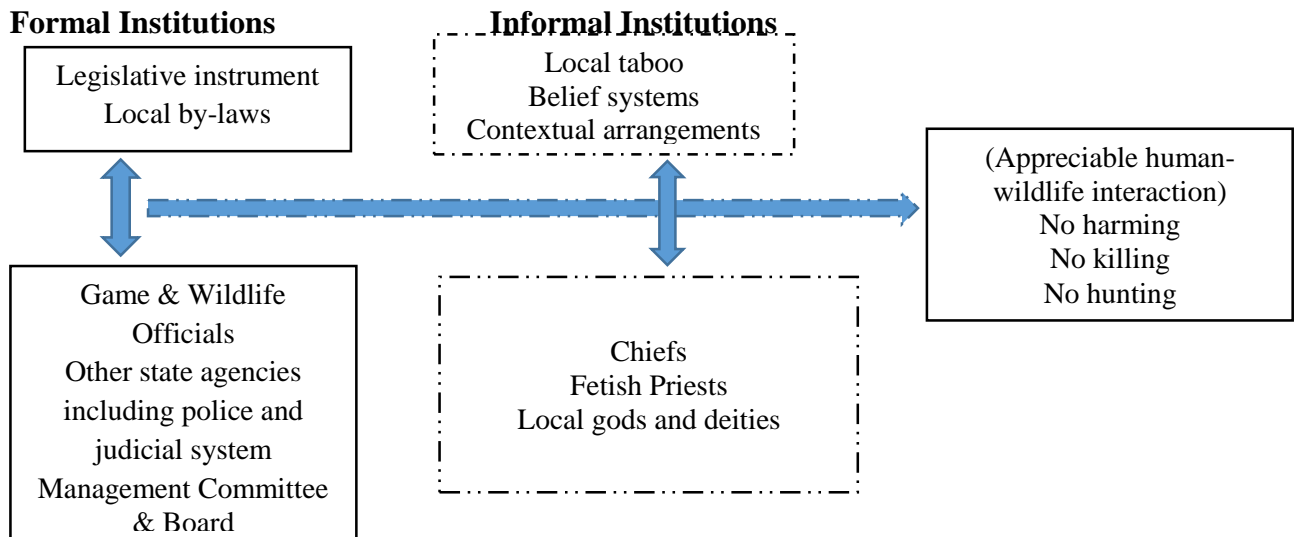 Formal Institutions
Informal Institutions
Legislative instrument
Local by-laws
Local taboo
Belief systems
Contextual arrangements
(Appreciable human-
wildlife interaction)
No harming
No killing
No hunting
Game & Wildlife
Officials
Other state agencies
including police and
judicial system
Management Committee
& Board
Chiefs
Fetish Priests
Local gods and deities